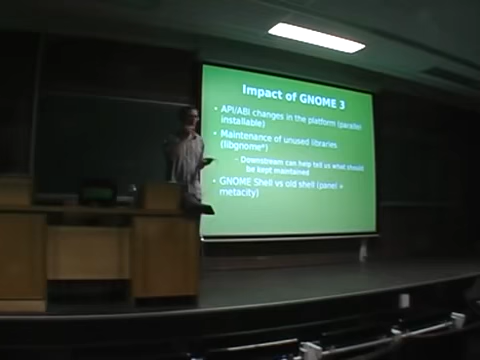 Impact of GNOME 3
• API/ABI changes in the platform (parallel
installable)
• Maintenance of unused libraries
(libgnome*)
• Downstream can help tell us what should
be kept maintained
• GNOME Shell vs old shell (panel +
metacity)